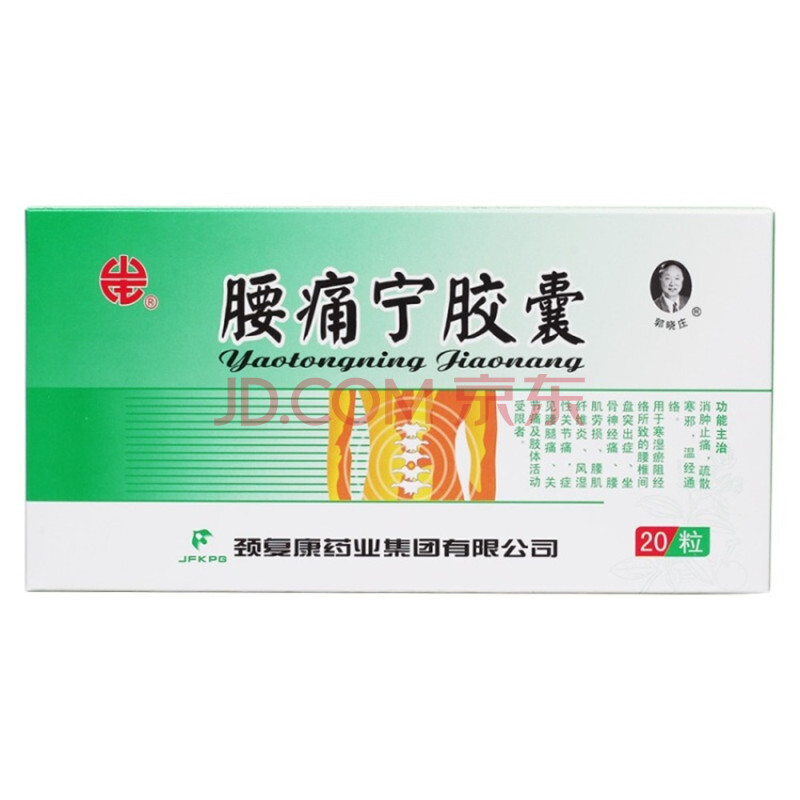 腰痛宁胶囊
Yaotongning Jiaonang
JD.COM 京东
®
郭晓庄
®
功能主治
消肿止痛，疏散
寒邪，温经通
络。
用于寒湿瘀阻经
络所致的腰椎间
盘突出症、坐
骨神经痛、腰
肌劳损、腰肌
纤维炎、风湿
性关节痛，症
见腰腿痛、关
节痛及肢体活动
受限者。
JFKPG
颈复康药业集团有限公司
20粒